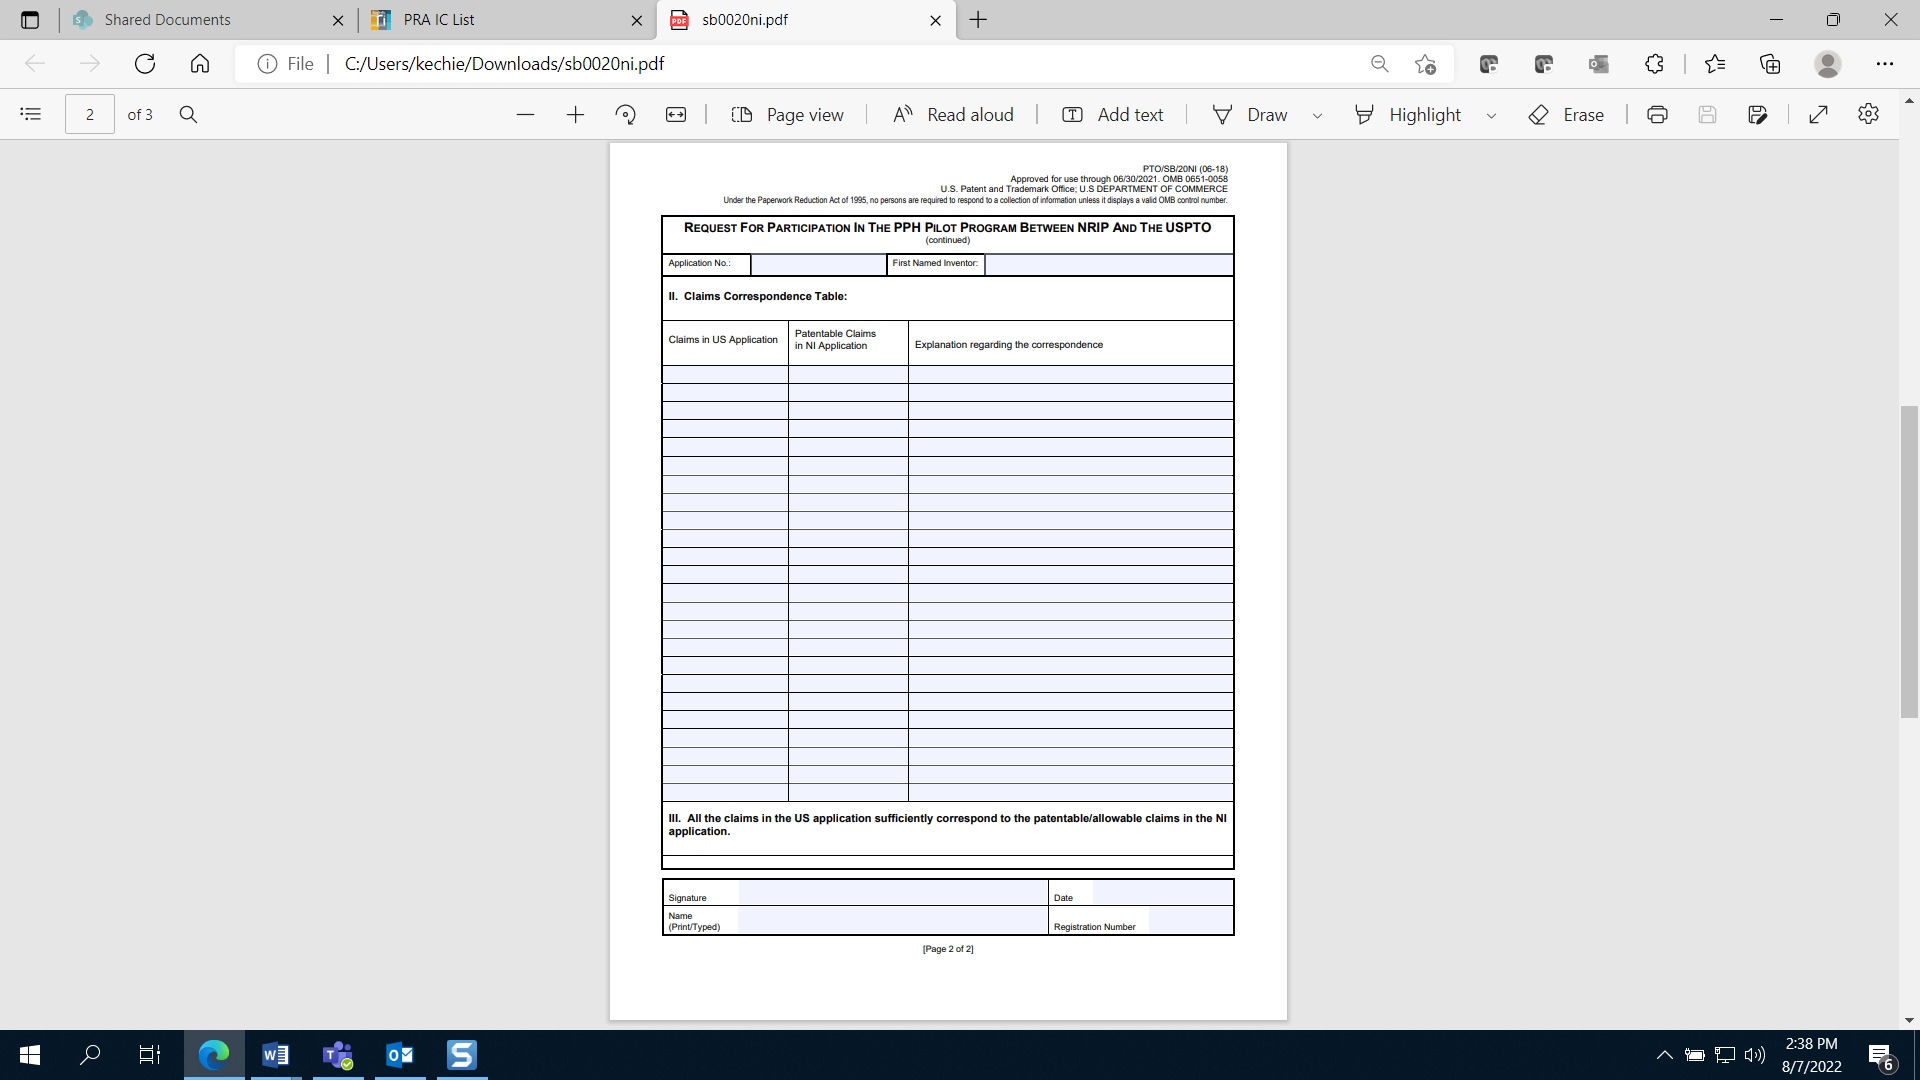 Shared Documents
PRA IC List
sb0020ni.pdf
File
C:/Users/kechie/Downloads/sb0020ni.pdf
2 of 3
Page view
Read aloud
Add text
Draw
Highlight
Erase
PTO/SB/20NI (06-18)
Approved for use through 06/30/2021. OMB 0651-0058
U.S. Patent and Trademark Office; U.S DEPARTMENT OF COMMERCE
Under the Paperwork Reduction Act of 1995, no persons are required to respond to a collection of information unless it displays a valid OMB control number.
REQUEST FOR PARTICIPATION IN THE PPH PILOT PROGRAM BETWEEN NRIP AND THE USPTO
(continued)
Application No.:
First Named Inventor:
II. Claims Correspondence Table:
Claims in US Application
Patentable Claims
in NI Application
Explanation regarding the correspondence
III. All the claims in the US application sufficiently correspond to the patentable/allowable claims in the NI
application.
Signature
Date
Name
(Print/Typed)
Registration Number
[Page 2 of 2]
2:38 PM
8/7/2022
6